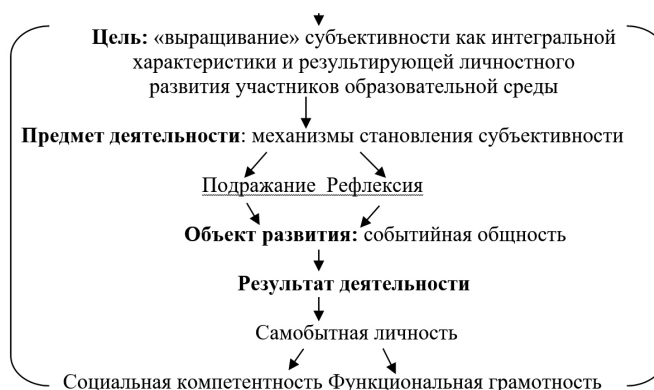 Цель: «выращивание» субъективности как интегральной
характеристики и результирующей личностного
развития участников образовательной среды
Предмет деятельности: механизмы становления субъективности
Подражание Рефлексия
Объект развития: событийная общность
Результат деятельности
Самобытная личность
Социальная компетентность Функциональная грамотность